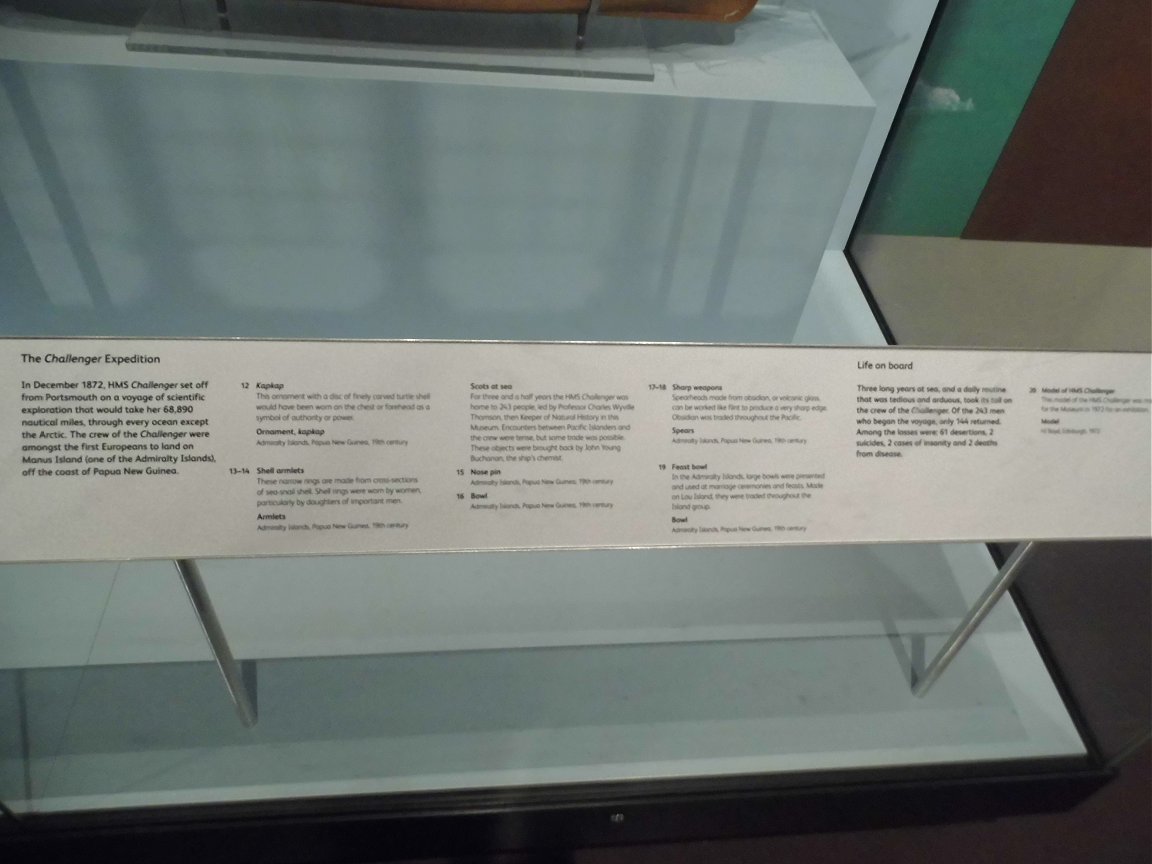 The Challenger Expedition
In December 1872, HMS Challenger set off
from Portsmouth on a voyage of scientific
exploration that would take her 68,890
nautical miles, through every ocean except
the Arctic. The crew of the Challenger were
amongst the first Europeans to land on
Manus Island (one of the Admiralty Islands),
off the coast of Papua New Guinea.
12 Kapkap
This ornament with a disc of finely carved turtle shell
would have been worn on the chest or forehead as a
symbol of authority or power.
Ornament, kapkap
Admiralty Islands, Papua New Guinea, 19th century
13–14 Shell armlets
These narrow rings are made from cross-sections
of sea-snail shell. Shell rings were worn by women,
particularly by daughters of important men.
Armlets
Admiralty Islands, Papua New Guinea, 19th century
Scots at sea
For three and a half years the HMS Challenger was
home to 243 people, led by Professor Charles Wyville
Thomson, then Keeper of Natural History in this
Museum. Encounters between Pacific Islanders and
the crew were tense, but some trade was possible.
These objects were brought back by John Young
Buchanan, the ship's chemist.
15 Nose pin
Admiralty Islands, Papua New Guinea, 19th century
16 Bowl
Admiralty Islands, Papua New Guinea, 19th century
17–18 Sharp weapons
Spearheads made from obsidian, or volcanic glass,
can be worked like flint to produce a very sharp edge.
Obsidian was traded throughout the Pacific.
Spears
Admiralty Islands, Papua New Guinea, 19th century
19 Feast bowl
In the Admiralty Islands, large bowls were presented
and used at marriage ceremonies and feasts. Made
on Lou Island, they were traded throughout the
island group.
Bowl
Admiralty Islands, Papua New Guinea, 19th century
Life on board
Three long years at sea, and a daily routine
that was tedious and arduous, took its toll on
the crew of the Challenger. Of the 243 men
who began the voyage, only 144 returned.
Among the losses were: 61 desertions, 2
suicides, 2 cases of insanity and 2 deaths
from disease.
20 Model of HMS Challenger
This model of the HMS Challenger was
for the Museum in 1972 for an exhibition.
Model
Edinburgh, 1972